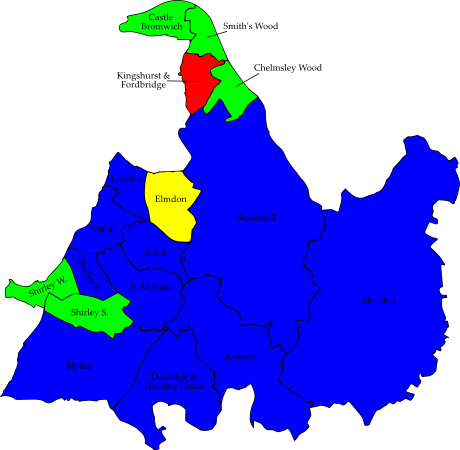 Castle
Bromwich
Smith's Wood
Chelmsley Wood
Kingshurst &
Fordbridge
Lyndon
Elmdon
Bickenhill
Olton
Silhill
Shirley E.
Shirley W.
St Alphege
Shirley S.
Meriden
Knowle
Blythe
Dorridge &
Hockley Heath